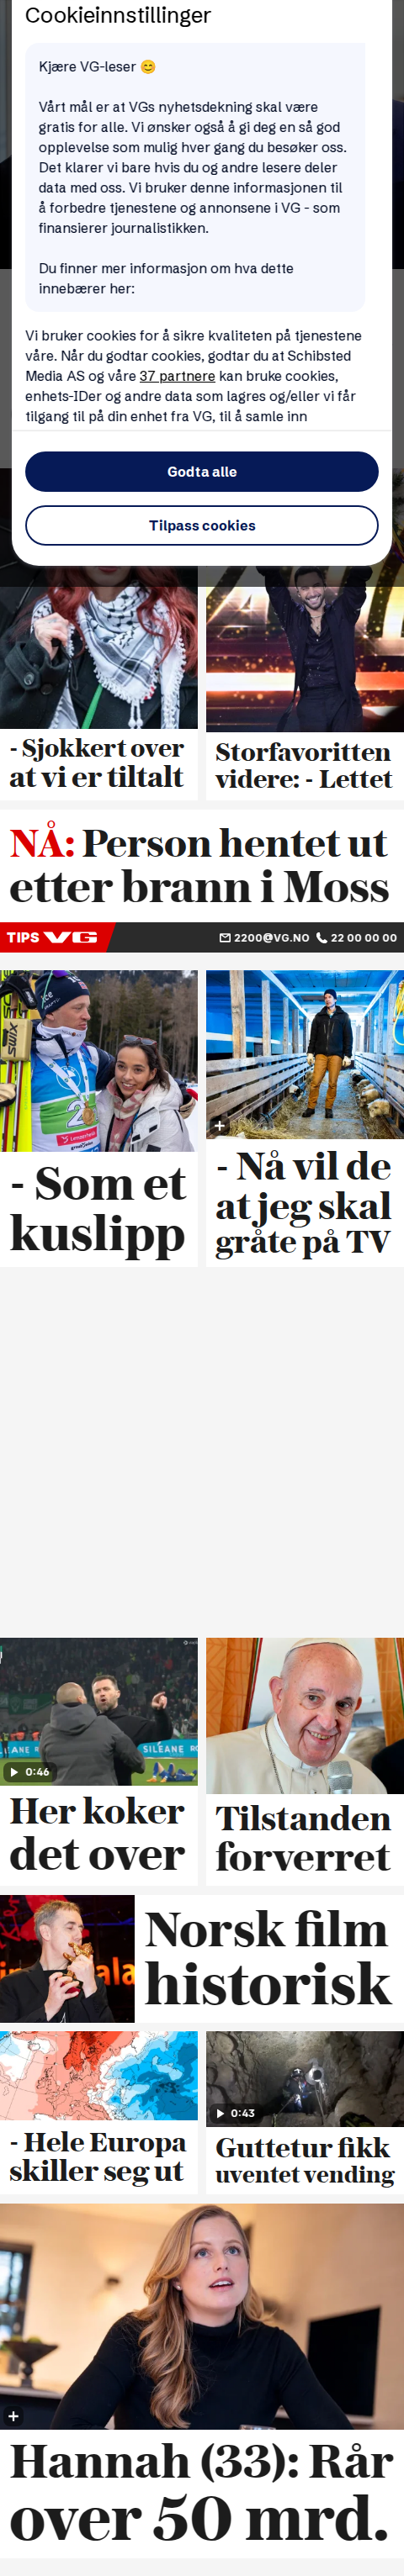 Cookieinnstillinger
Kjære VG-leser 😊
Vårt mål er at VGs nyhetsdekning skal være
gratis for alle. Vi ønsker også å gi deg en så god
opplevelse som mulig hver gang du besøker oss.
Det klarer vi bare hvis du og andre lesere deler
data med oss. Vi bruker denne informasjonen til
å forbedre tjenestene og annonsene i VG - som
finansierer journalistikken.
Du finner mer informasjon om hva dette
innebærer her:
Vi bruker cookies for å sikre kvaliteten på tjenestene
våre. Når du godtar cookies, godtar du at Schibsted
Media AS og våre 37 partnere kan bruke cookies,
enhets-IDer og andre data som lagres og/eller vi får
tilgang til på din enhet fra VG, til å samle inn
Godta alle
Tilpass cookies
- Sjokkert over
at vi er tiltalt
Storfavoritten
videre: - Lettet
NÅ: Person hentet ut
etter brann i Moss
TIPS VG 2200@VG.NO 22 00 00 00
SWIX
2
Lenzerheide
- Som et
kuslipp
- Nå vil de
at jeg skal
gråte på TV
SILEANE
0:46
Her koker
det over
Tilstanden
forverret
Norsk film
historisk
- Hele Europa
skiller seg ut
0:43
Guttetur fikk
uventet vending
Hannah (33): Rår
over 50 mrd.